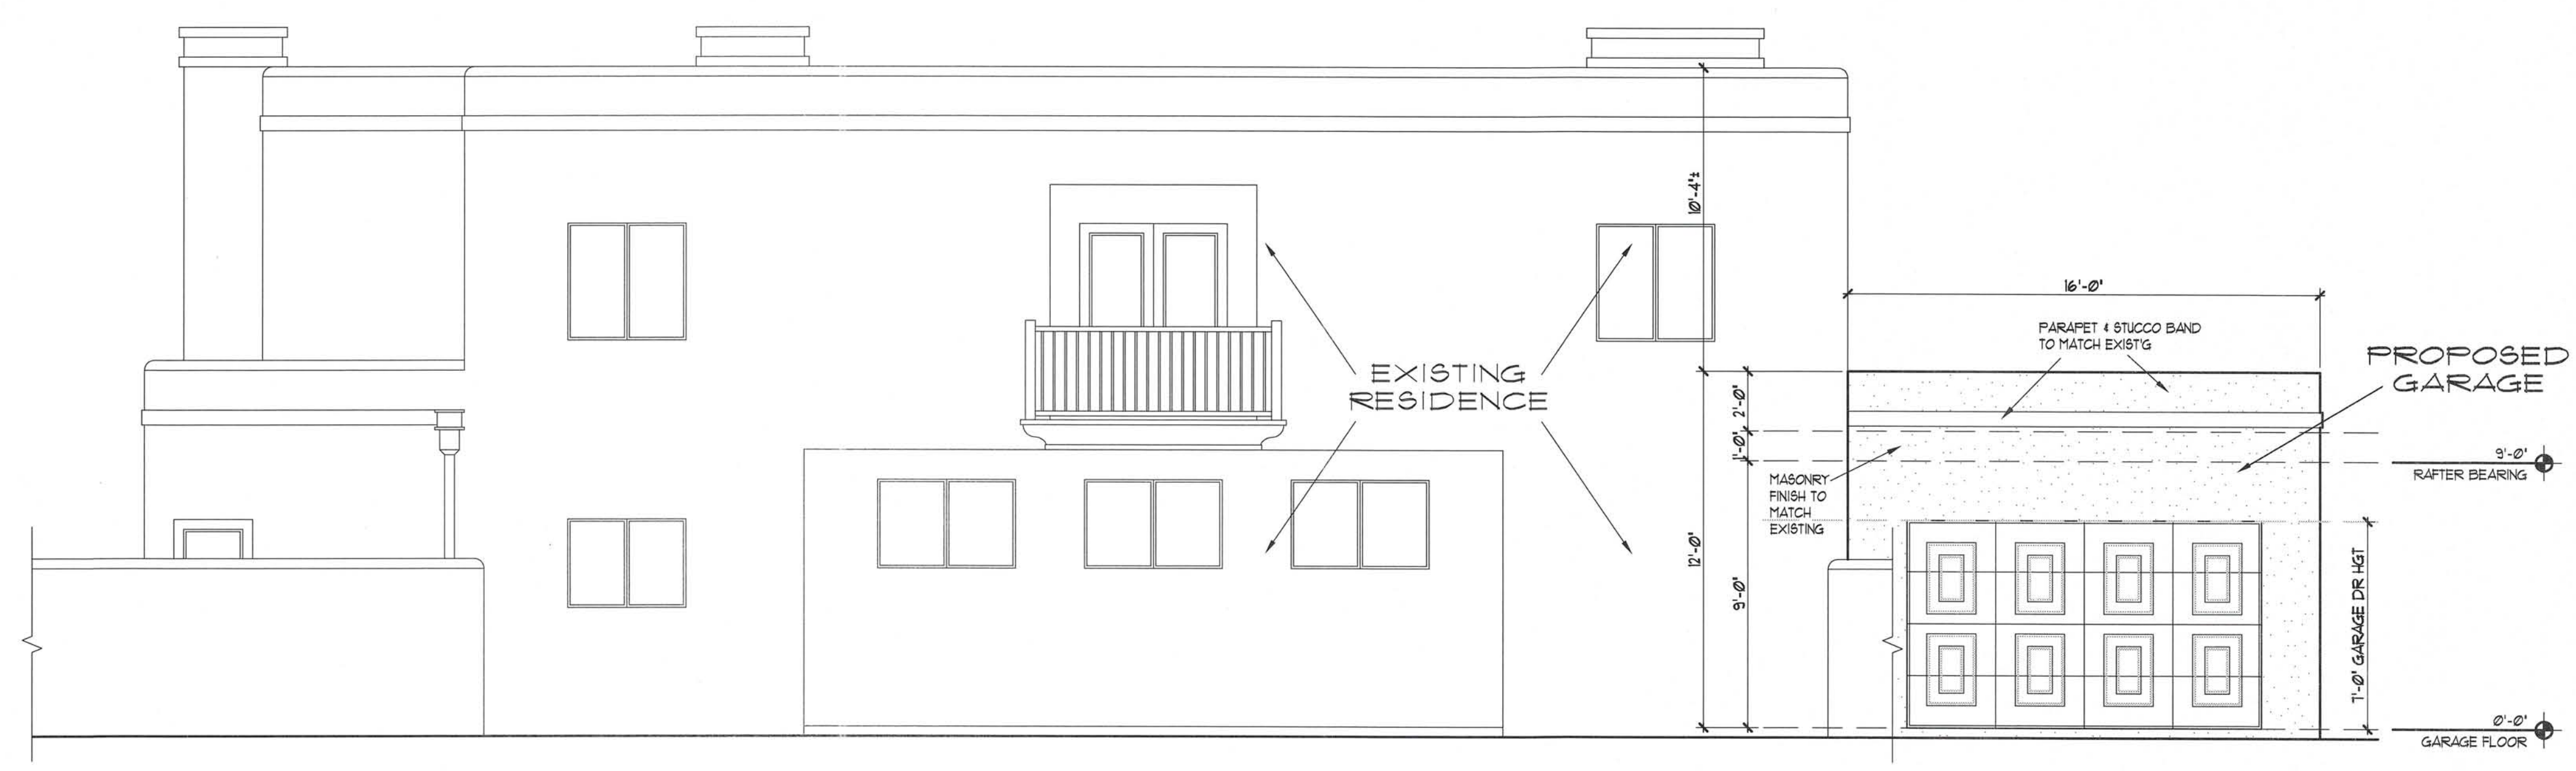 10'-4"±
16'-0"
PARAPET & STUCCO BAND
TO MATCH EXIST'G
PROPOSED
GARAGE
EXISTING
RESIDENCE
2'-0"
1'-0"
9'-0"
RAFTER BEARING
MASONRY
FINISH TO
MATCH
EXISTING
12'-0"
9'-0"
7'-0" GARAGE DR HGT
0'-0"
GARAGE FLOOR